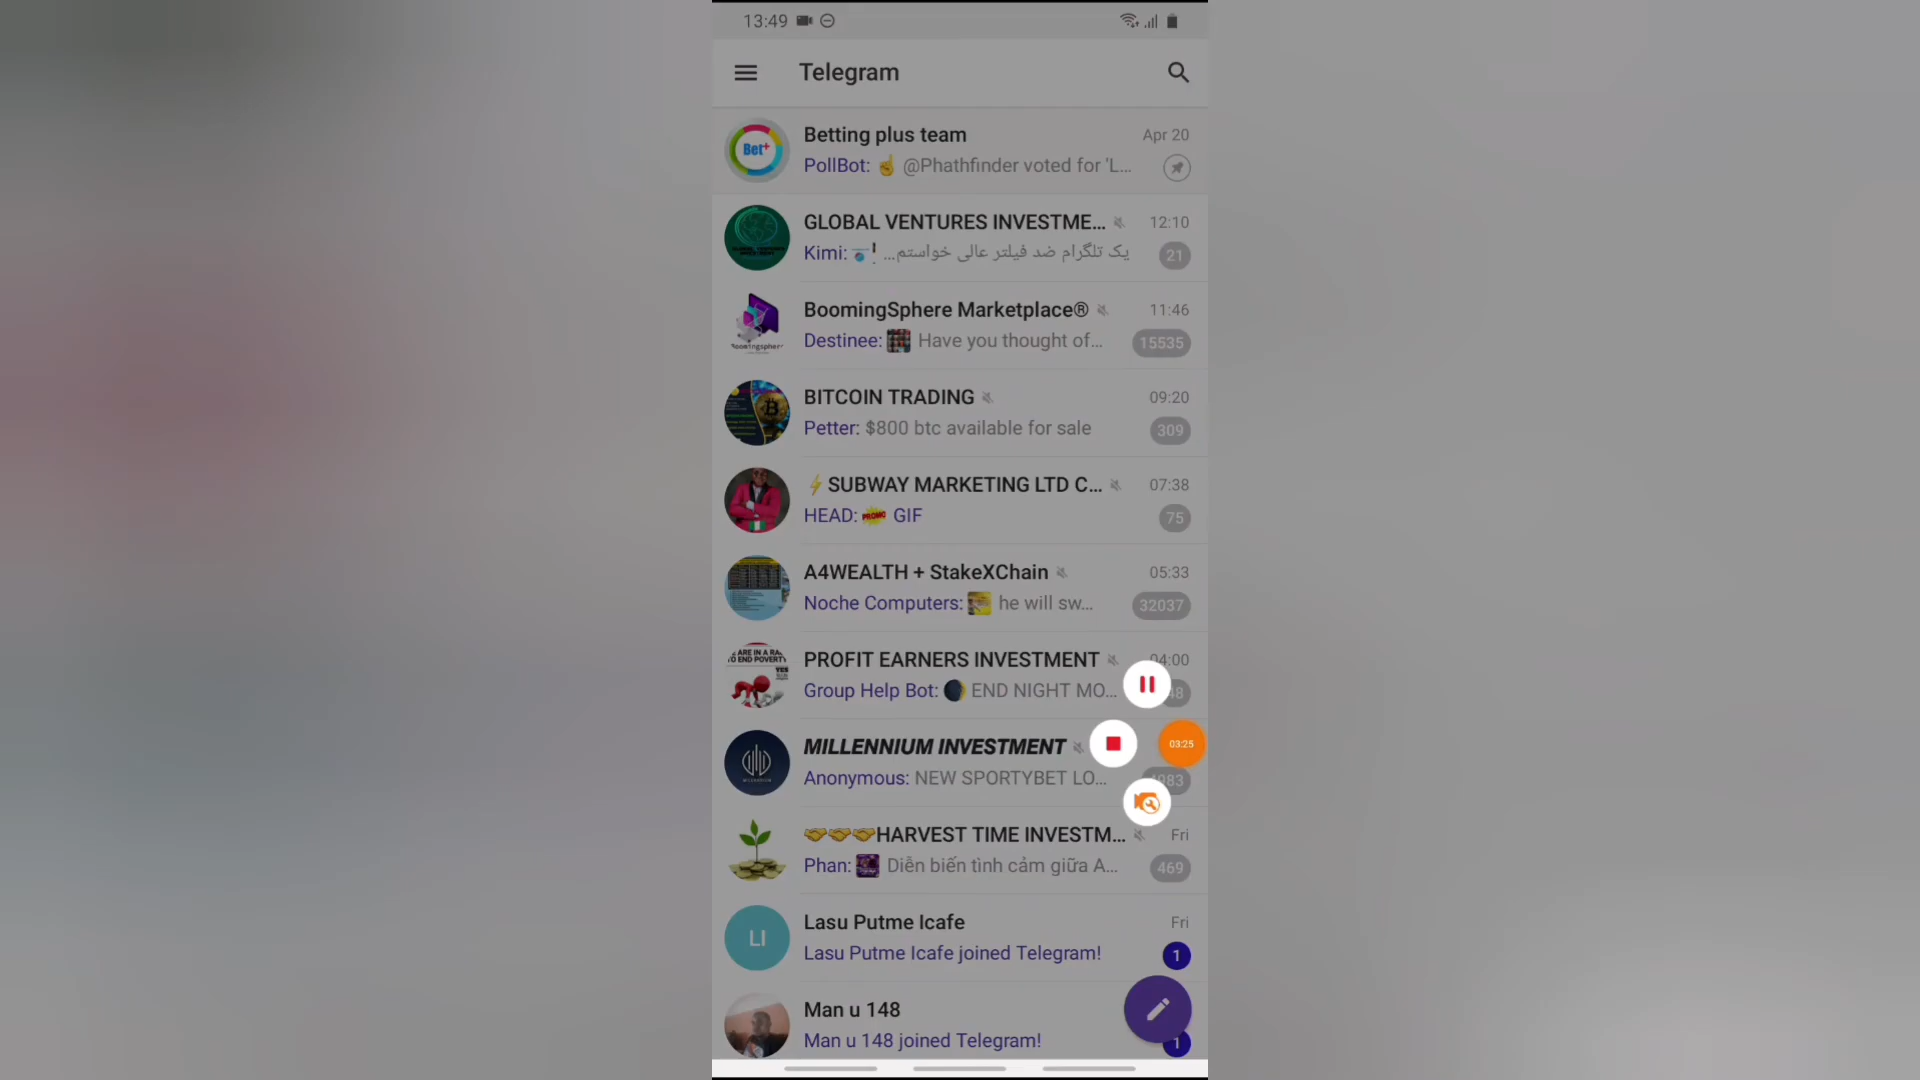 13:49
Telegram
Betting plus team Apr 20
Bet+
PollBot: ☝ @Phathfinder voted for 'L...
GLOBAL VENTURES INVESTME... 12:10
Kimi: یک تلگرام ضد فیلتر عالی خواستم... 21
BoomingSphere Marketplace® 11:46
Destinee: Have you thought of... 15535
BITCOIN TRADING 09:20
Petter: $800 btc available for sale 309
⚡SUBWAY MARKETING LTD C... 07:38
HEAD: PROMO GIF 75
A4WEALTH + StakeXChain 05:33
Noche Computers: he will sw... 32037
PROFIT EARNERS INVESTMENT 04:00
Group Help Bot: 🌒 END NIGHT MO...
MILLENNIUM INVESTMENT 03:25
Anonymous: NEW SPORTYBET LO...
🤝🤝🤝HARVEST TIME INVESTM... Fri
Phan: Diễn biến tình cảm giữa A... 469
Lasu Putme Icafe Fri
LI
Lasu Putme Icafe joined Telegram! 1
Man u 148
Man u 148 joined Telegram! 1